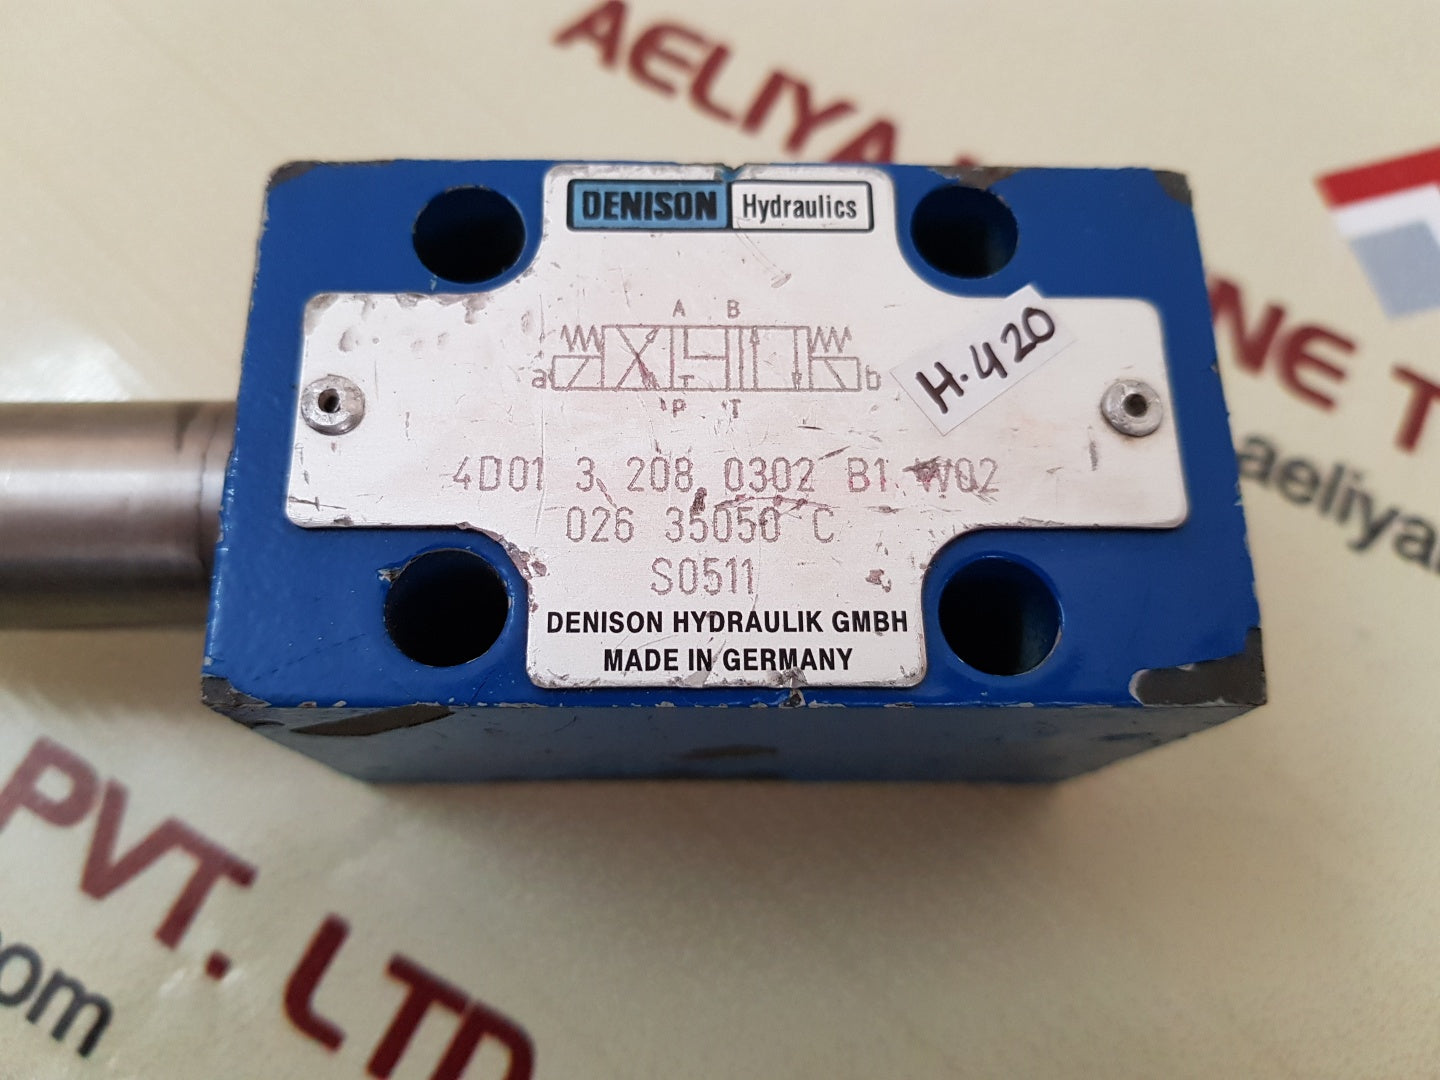 AELIYA
DENISON Hydraulics
A B
a b
T
P T
H.420
4D01 3 208 0302 B1 W02
026 35050 C
S0511
DENISON HYDRAULIK GMBH
MADE IN GERMANY
NE T
aeliya
PVT. LTD
com